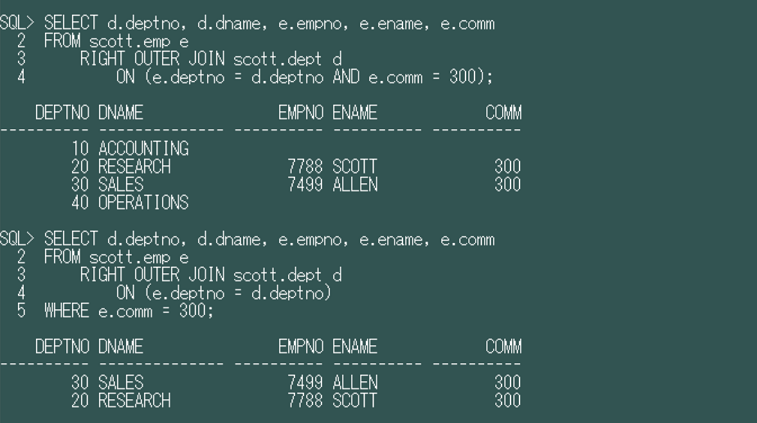 SQL> SELECT d.deptno, d.dname, e.empno, e.ename, e.comm
  2  FROM scott.emp e
  3      RIGHT OUTER JOIN scott.dept d
  4          ON (e.deptno = d.deptno AND e.comm = 300);
    DEPTNO DNAME               EMPNO ENAME            COMM
---------- -------------- ---------- ---------- ----------
        10 ACCOUNTING
        20 RESEARCH             7788 SCOTT             300
        30 SALES                7499 ALLEN             300
        40 OPERATIONS
SQL> SELECT d.deptno, d.dname, e.empno, e.ename, e.comm
  2  FROM scott.emp e
  3      RIGHT OUTER JOIN scott.dept d
  4          ON (e.deptno = d.deptno)
  5  WHERE e.comm = 300;
    DEPTNO DNAME               EMPNO ENAME            COMM
---------- -------------- ---------- ---------- ----------
        30 SALES                7499 ALLEN             300
        20 RESEARCH             7788 SCOTT             300